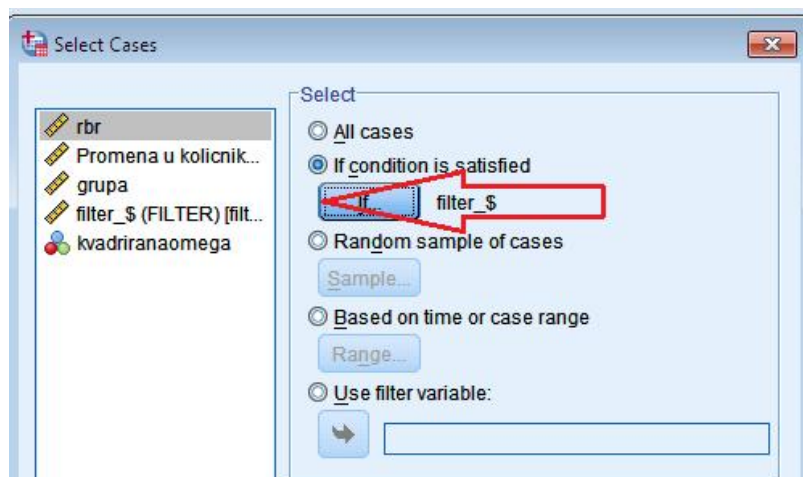 Select Cases
rbr
Promena u kolicnik...
grupa
filter_$ (FILTER) [filt...
kvadriranaomega
Select
All cases
If condition is satisfied
If... filter_$
Random sample of cases
Sample...
Based on time or case range
Range...
Use filter variable: